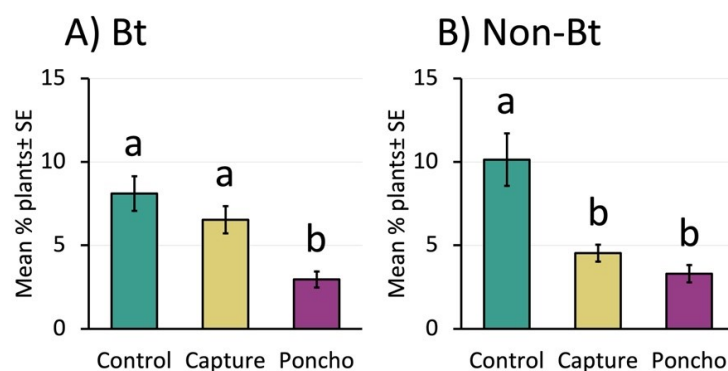 A) Bt
Mean % plants± SE
15
10
5
0
a
a
b
Control Capture Poncho
B) Non-Bt
Mean % plants± SE
15
10
5
0
a
b
b
Control Capture Poncho